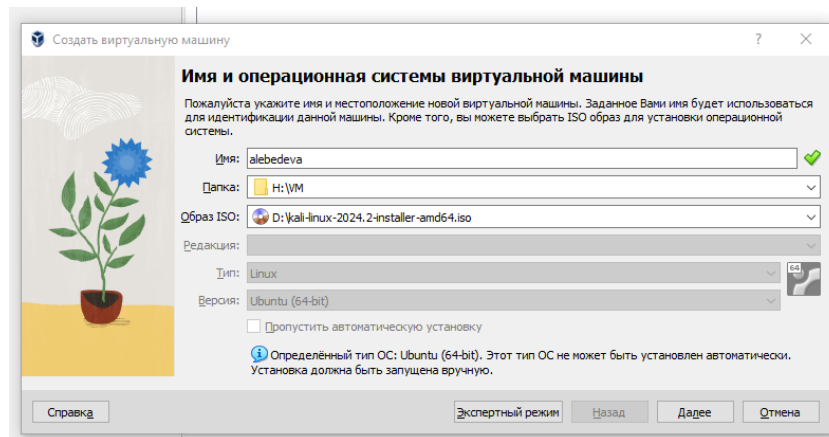 Создать виртуальную машину
?
Имя и операционная системы виртуальной машины
Пожалуйста укажите имя и местоположение новой виртуальной машины. Заданное Вами имя будет использоваться
для идентификации данной машины. Кроме того, вы можете выбрать ISO образ для установки операционной
системы.
Имя: alebedeva
Папка: H:\VM
Образ ISO: D:\kali-linux-2024.2-installer-amd64.iso
Редакция:
Тип: Linux
64
Версия: Ubuntu (64-bit)
Пропустить автоматическую установку
Определённый тип ОС: Ubuntu (64-bit). Этот тип ОС не может быть установлен автоматически.
Установка должна быть запущена вручную.
Справка Экспертный режим Назад Далее Отмена